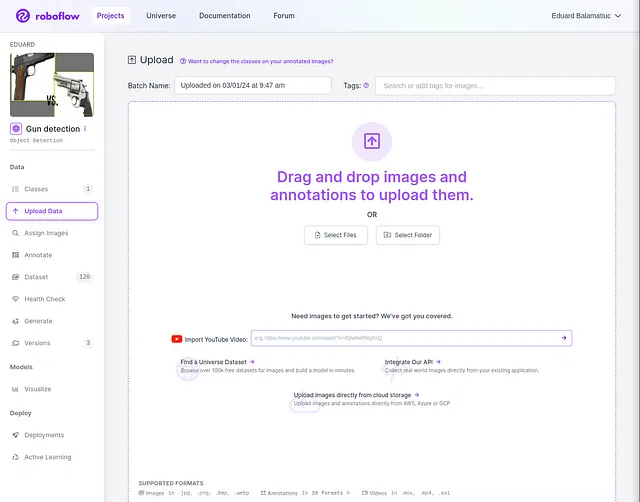 roboflow
Projects
Universe
Documentation
Forum
Eduard Balamatiuc
EDUARD
VS.
Gun detection
Object Detection
Data
Classes 1
Upload Data
Assign Images
Annotate
Dataset 120
Health Check
Generate
Versions 3
Models
Visualize
Deploy
Deployments
Active Learning
Upload
Want to change the classes on your annotated images?
Batch Name: Uploaded on 03/01/24 at 9:47 am
Tags: Search or add tags for images...
Drag and drop images and
annotations to upload them.
OR
Select Files
Select Folder
Need images to get started? We've got you covered.
Import YouTube Video:
Find a Universe Dataset →
Browse over 100k free datasets for images and build a model in minutes.
Integrate Our API →
Collect real world images directly from your existing application.
Upload images directly from cloud storage →
Upload images and annotations directly from AWS, Azure or GCP
SUPPORTED FORMATS
Images in .jpg, .png, .bmp, .webp
Annotations in 26 formats »
Videos in .mov, .mp4, .avi